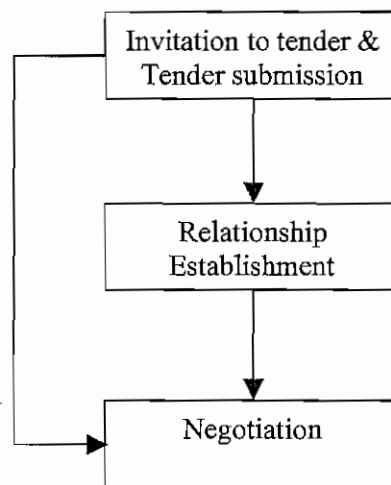 Invitation to tender &
Tender submission
Relationship
Establishment
Negotiation